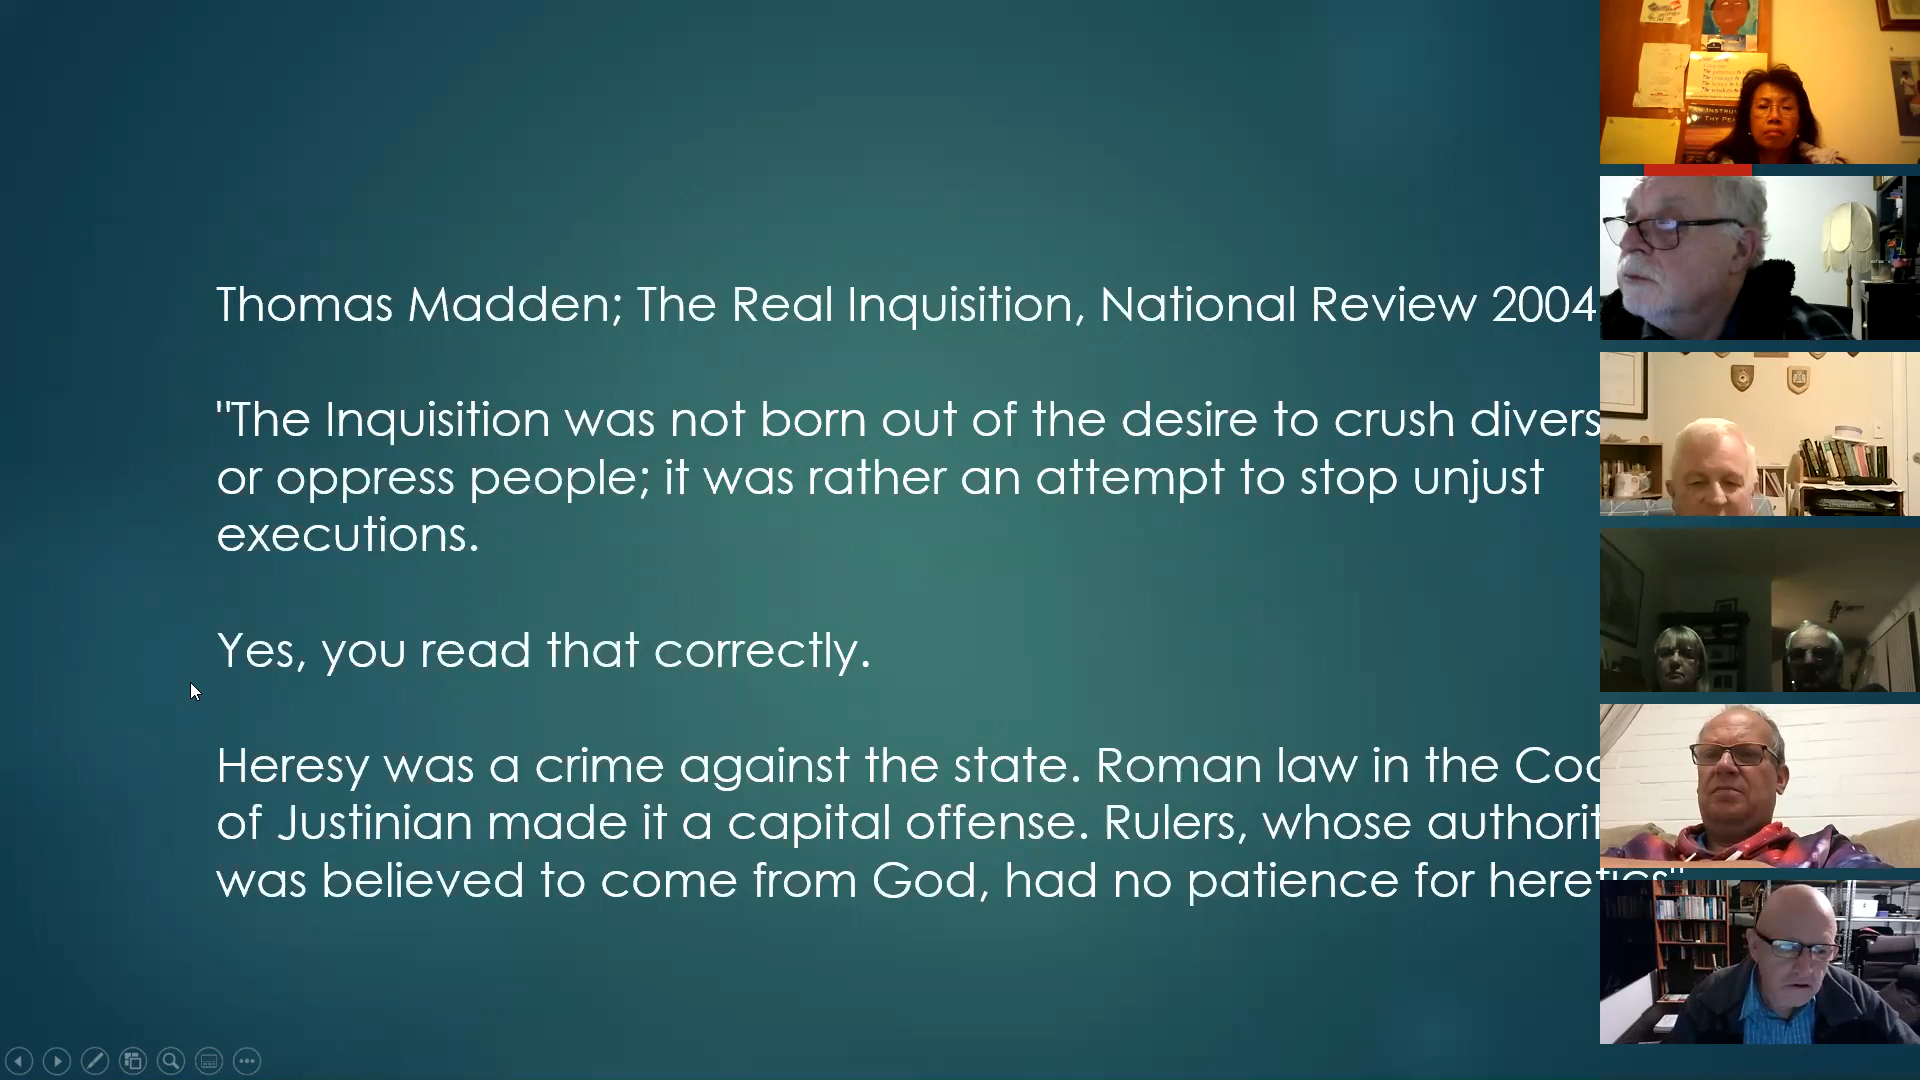 Thomas Madden; The Real Inquisition, National Review 2004
"The Inquisition was not born out of the desire to crush divers
or oppress people; it was rather an attempt to stop unjust
executions.
Yes, you read that correctly.
Heresy was a crime against the state. Roman law in the
of Justinian made it a capital offense. Rulers, whose authorit
was believed to come from God, had no patience for heretics"